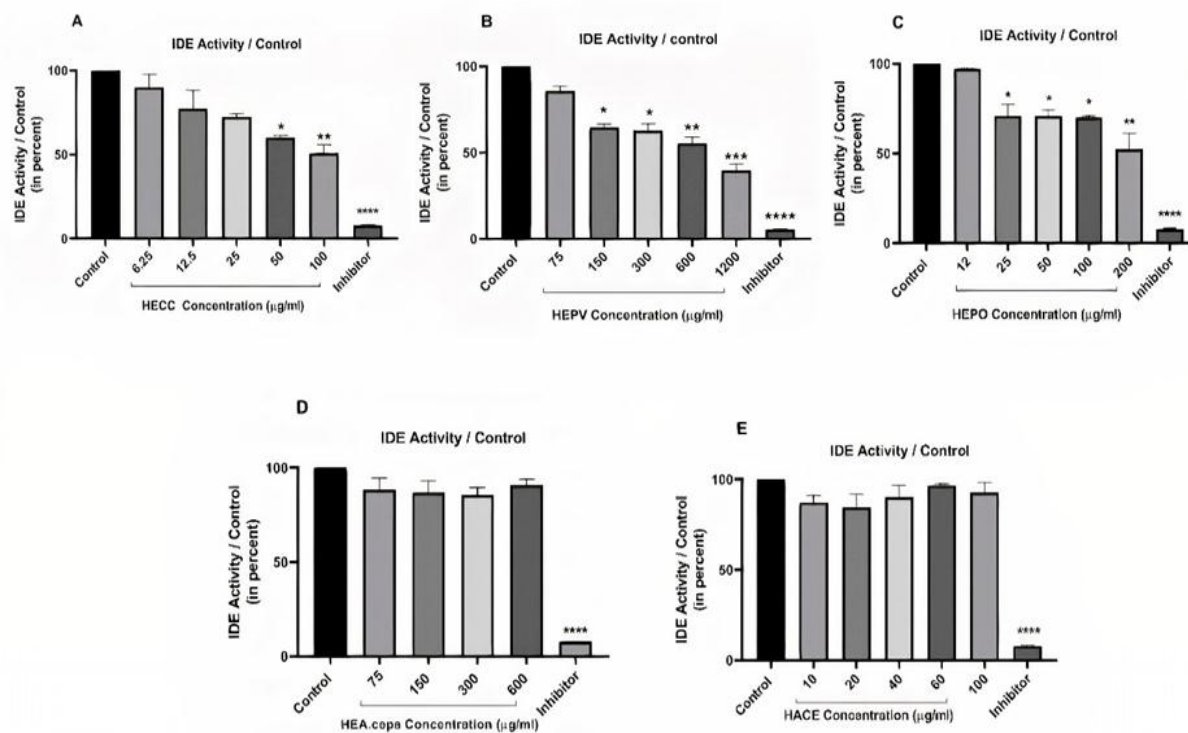 A
IDE Activity / Control
IDE Activity / Control
(in percent)
100
50
0
* ** ****
Control 6.25 12.5 25 50 100 Inhibitor
HECC Concentration (μg/ml)
B
IDE Activity / control
IDE Activity / Control
(in percent)
100
50
0
* * ** *** ****
Control 75 150 300 600 1200 Inhibitor
HEPV Concentration (μg/ml)
C
IDE Activity / Control
IDE Activity / Control
(in percent)
100
50
0
* * * ** ****
Control 12 25 50 100 200 Inhibitor
HEPO Concentration (μg/ml)
D
IDE Activity / Control
IDE Activity / Control
(in percent)
100
50
0
****
Control 75 150 300 600 Inhibitor
HEA.cepa Concentration (μg/ml)
E
IDE Activity / Control
IDE Activity / Control
(in percent)
100
50
0
****
Control 10 20 40 60 100 Inhibitor
HACE Concentration (μg/ml)